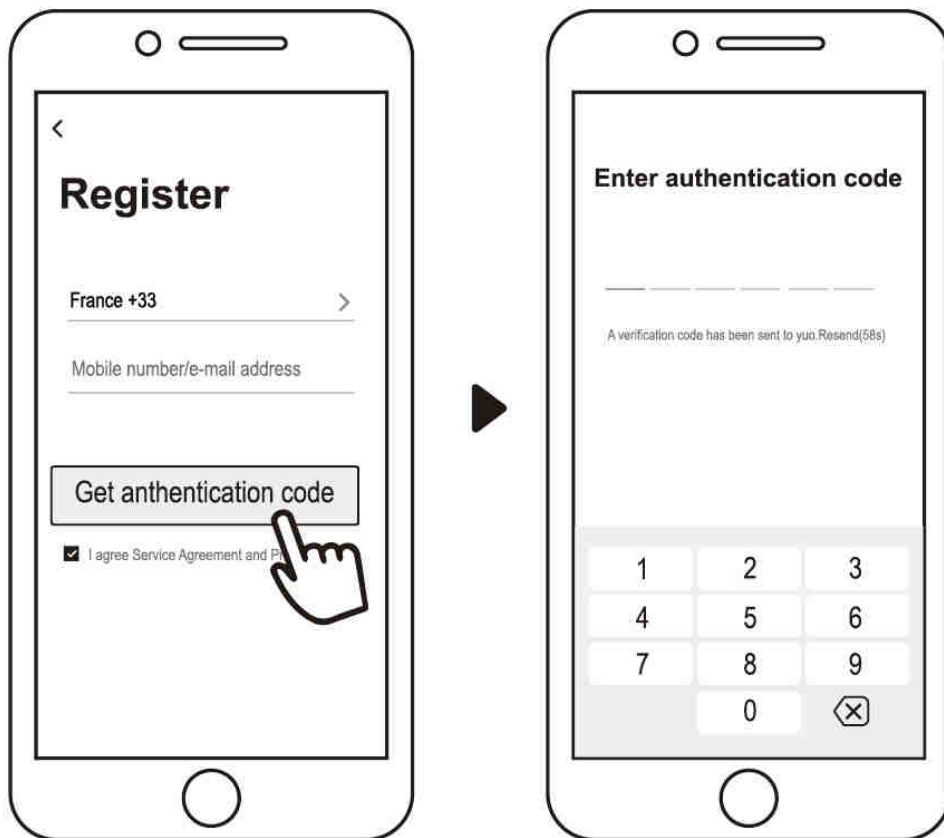 Register
France +33
Mobile number/e-mail address
Get anthentication code
I agree Service Agreement and
Enter authentication code
A verification code has been sent to yuo.Resend(58s)
1 2 3
4 5 6
7 8 9
0